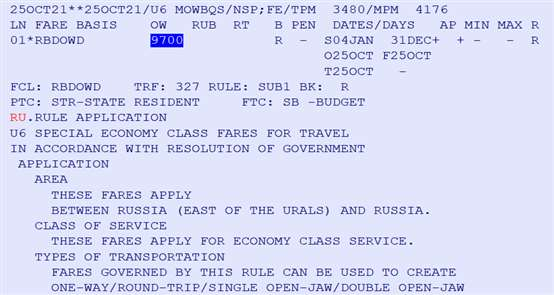 25OCT21**25OCT21/U6 MOWBQS/NSP;FE/TPM 3480/MPM 4176
LN FARE BASIS OW RUB RT B PEN DATES/DAYS AP MIN MAX R
01*RBDOWD 9700 R - S04JAN 31DEC+ + - - R
O25OCT F25OCT
T25OCT -
FCL: RBDOWD TRF: 327 RULE: SUB1 BK: R
PTC: STR-STATE RESIDENT FTC: SB -BUDGET
RU.RULE APPLICATION
U6 SPECIAL ECONOMY CLASS FARES FOR TRAVEL
IN ACCORDANCE WITH RESOLUTION OF GOVERNMENT
APPLICATION
AREA
THESE FARES APPLY
BETWEEN RUSSIA (EAST OF THE URALS) AND RUSSIA.
CLASS OF SERVICE
THESE FARES APPLY FOR ECONOMY CLASS SERVICE.
TYPES OF TRANSPORTATION
FARES GOVERNED BY THIS RULE CAN BE USED TO CREATE
ONE-WAY/ROUND-TRIP/SINGLE OPEN-JAW/DOUBLE OPEN-JAW